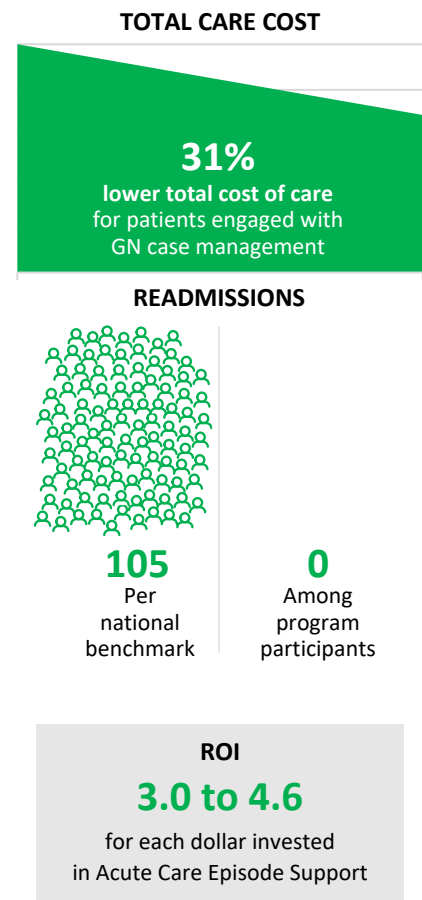 TOTAL CARE COST
31%
lower total cost of care
for patients engaged with
GN case management
READMISSIONS
105
Per
national
benchmark
0
Among
program
participants
ROI
3.0 to 4.6
for each dollar invested
in Acute Care Episode Support